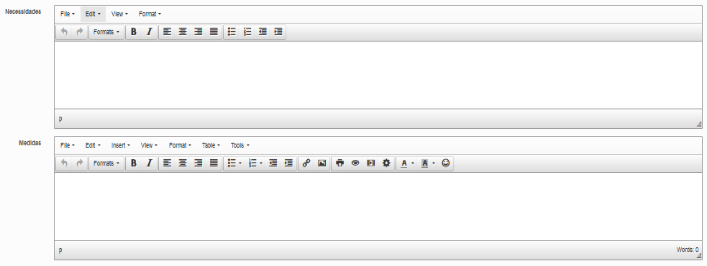 Necessidades
File Edit View Format
Formats B I
p
Medidas
File Edit Insert View Format Table Tools
Formats B I A A
p Words: 0